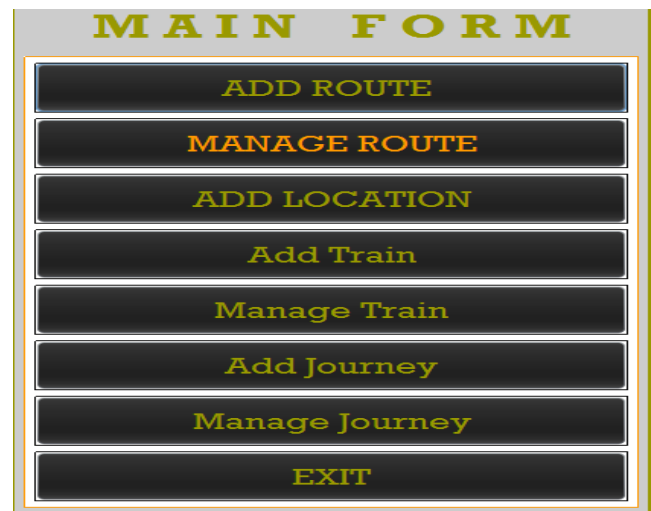 MAIN FORM
ADD ROUTE
MANAGE ROUTE
ADD LOCATION
Add Train
Manage Train
Add Journey
Manage Journey
EXIT